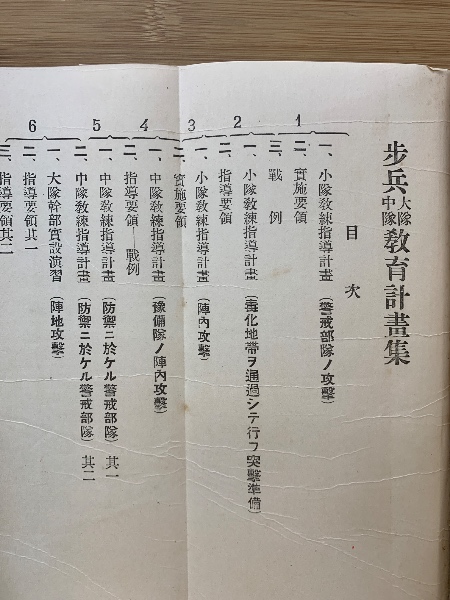 步兵大隊中隊敎育計畫集
目次
1
一、小隊敎練指導計畫（警戒部隊ノ攻擊）
二、實施要領
三、戰例
2
一、小隊敎練指導計畫（毒化地帶ヲ通過シテ行フ突擊準備）
二、指導要領
3
一、小隊敎練指導計畫（陣內攻擊）
二、實施要領
4
一、中隊敎練指導計畫（豫備隊ノ陣內攻擊）
二、指導要領——戰例
5
一、中隊敎練指導計畫（防禦ニ於ケル警戒部隊）其一
二、中隊敎練指導計畫（防禦ニ於ケル警戒部隊）其二
6
一、大隊幹部實設演習（陣地攻擊）
二、指導要領其一
三、指導要領其二